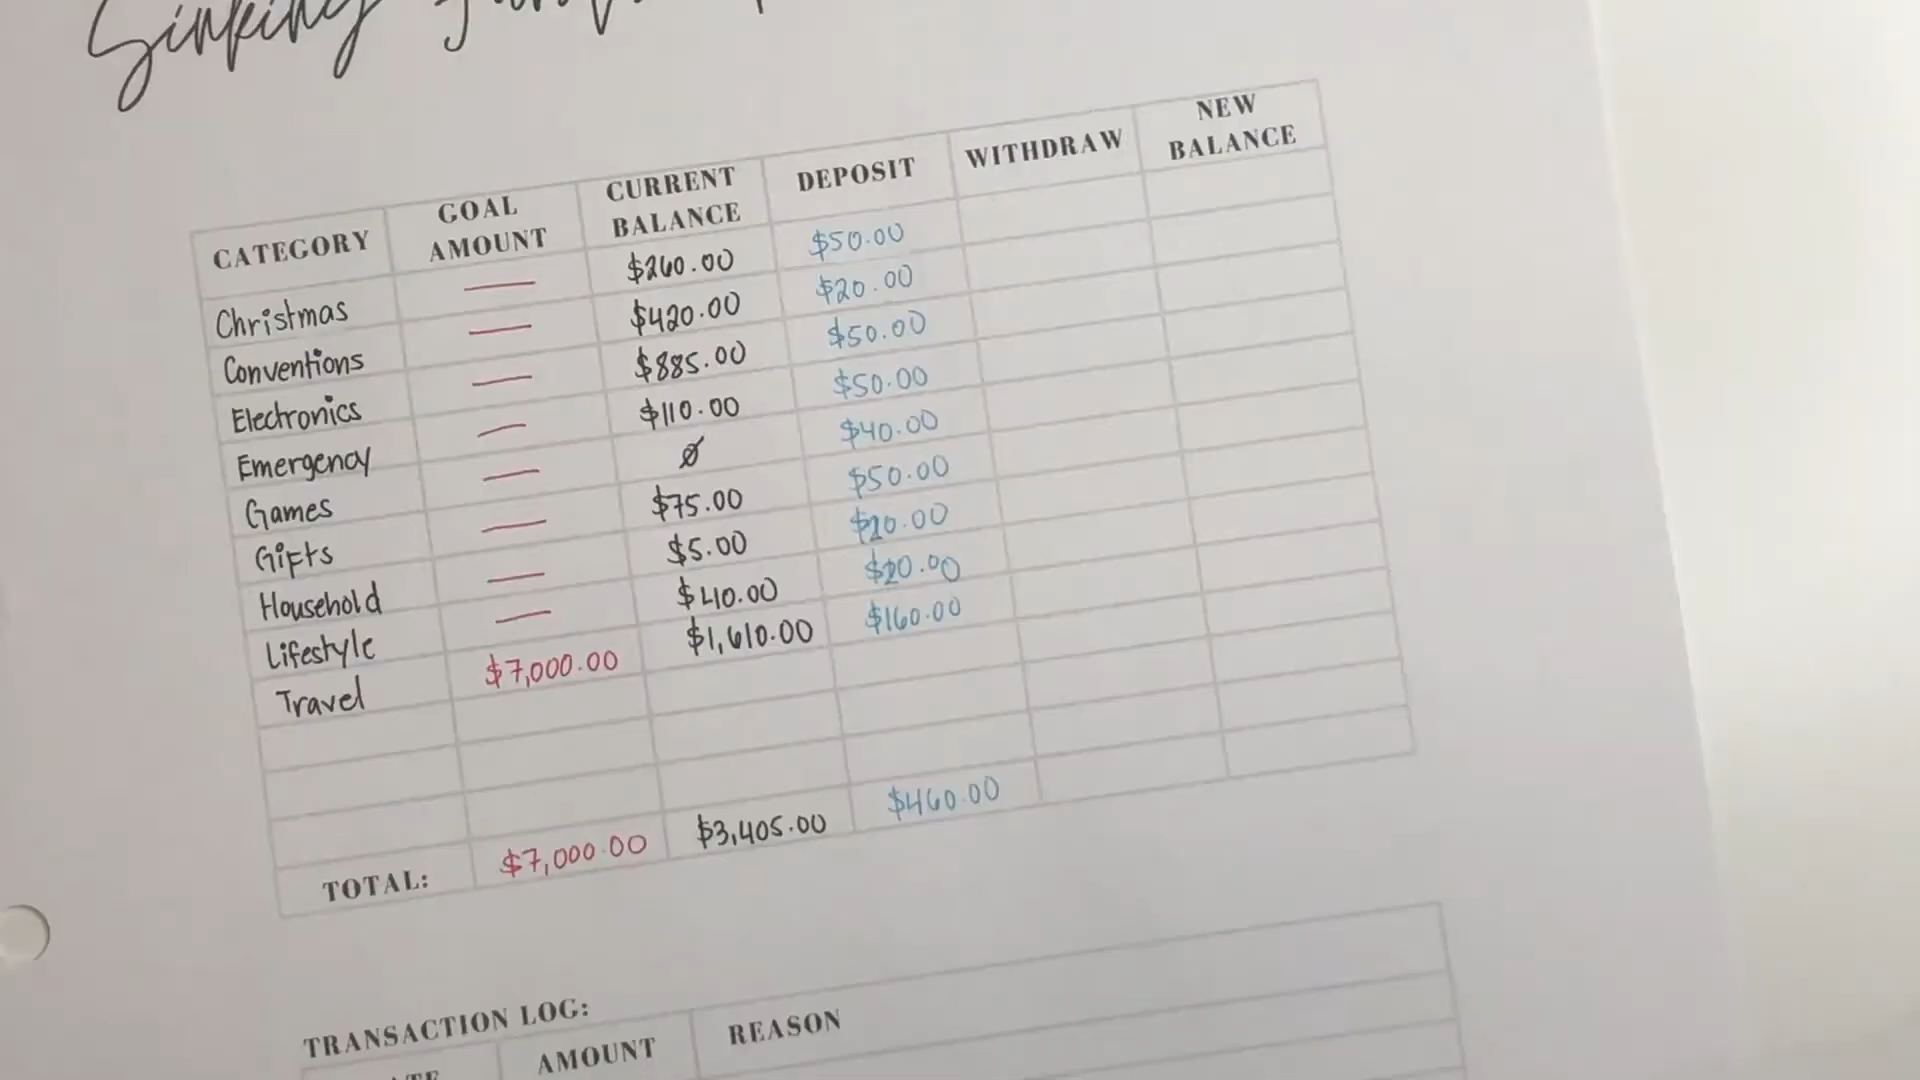 Sinking
CATEGORY GOAL AMOUNT CURRENT BALANCE DEPOSIT WITHDRAW NEW BALANCE
Christmas — $260.00 $50.00
Conventions — $420.00 $20.00
Electronics — $885.00 $50.00
Emergency — $110.00 $50.00
Games — Ø $40.00
Gifts — $75.00 $50.00
Household — $5.00 $20.00
Lifestyle — $40.00 $20.00
Travel $7,000.00 $1,610.00 $160.00
TOTAL: $7,000.00 $3,405.00 $460.00
TRANSACTION LOG:
AMOUNT REASON